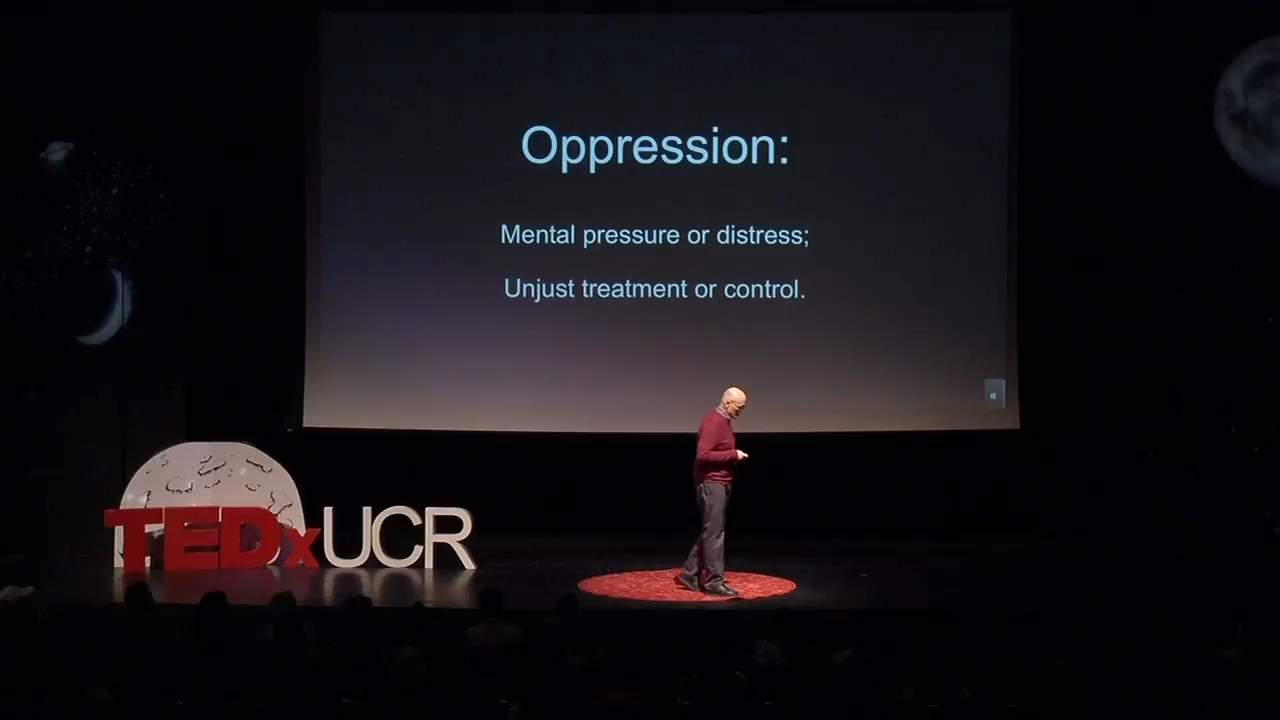 Oppression:
Mental pressure or distress;
Unjust treatment or control.
TEDxUCR